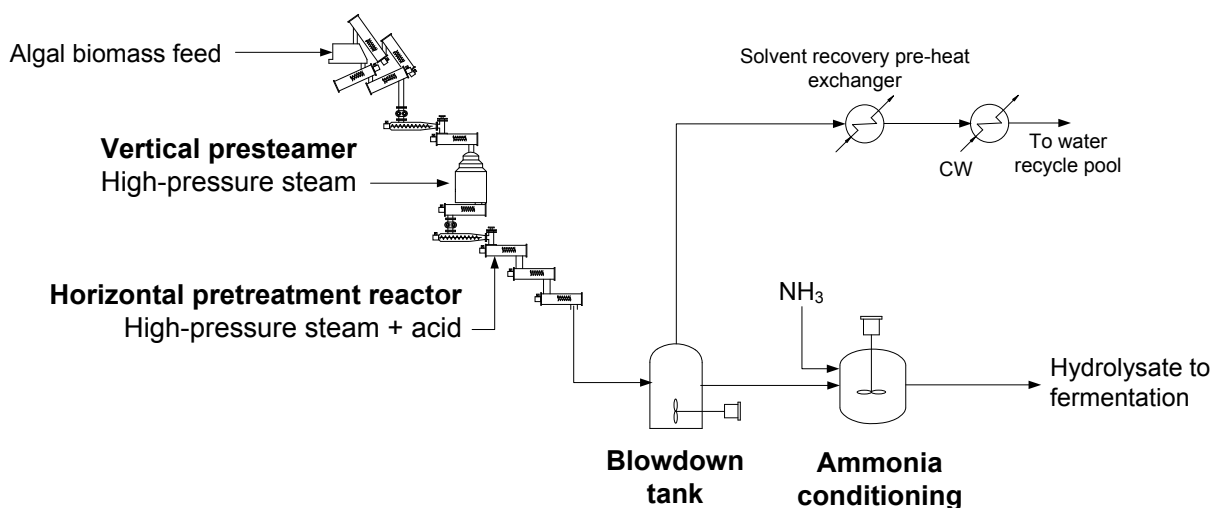 Algal biomass feed
Solvent recovery pre-heat
exchanger
Vertical presteamer
High-pressure steam
CW
To water
recycle pool
Horizontal pretreatment reactor
High-pressure steam + acid
NH₃
Hydrolysate to
fermentation
Blowdown
tank
Ammonia
conditioning